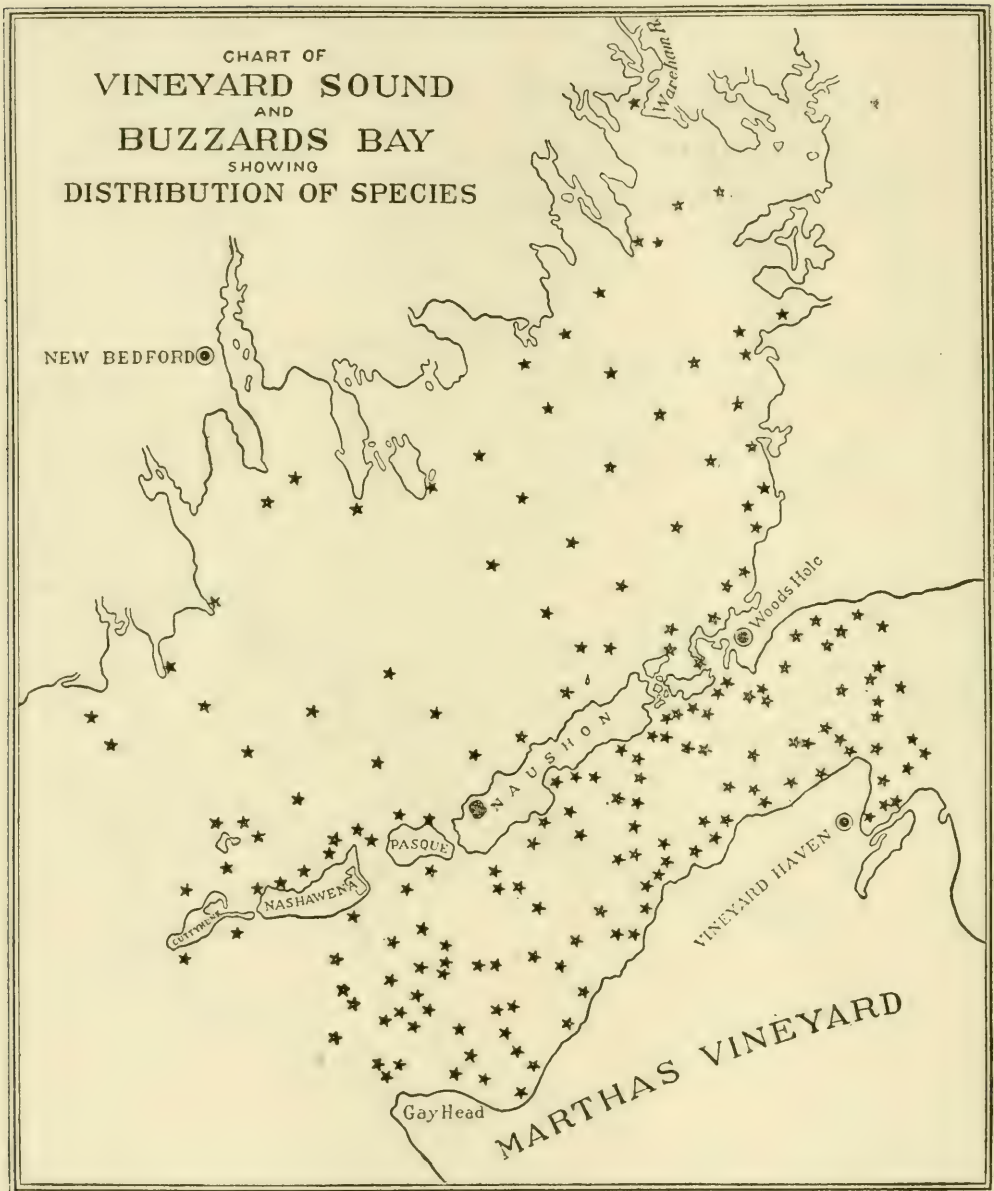 CHART OF
VINEYARD SOUND
AND
BUZZARDS BAY
SHOWING
DISTRIBUTION OF SPECIES
Wareham R.
NEW BEDFORD
Woods Hole
NAUSHON
PASQUE
NASHAWENA
CUTTYHUNK
VINEYARD HAVEN
MARTHAS VINEYARD
Gay Head